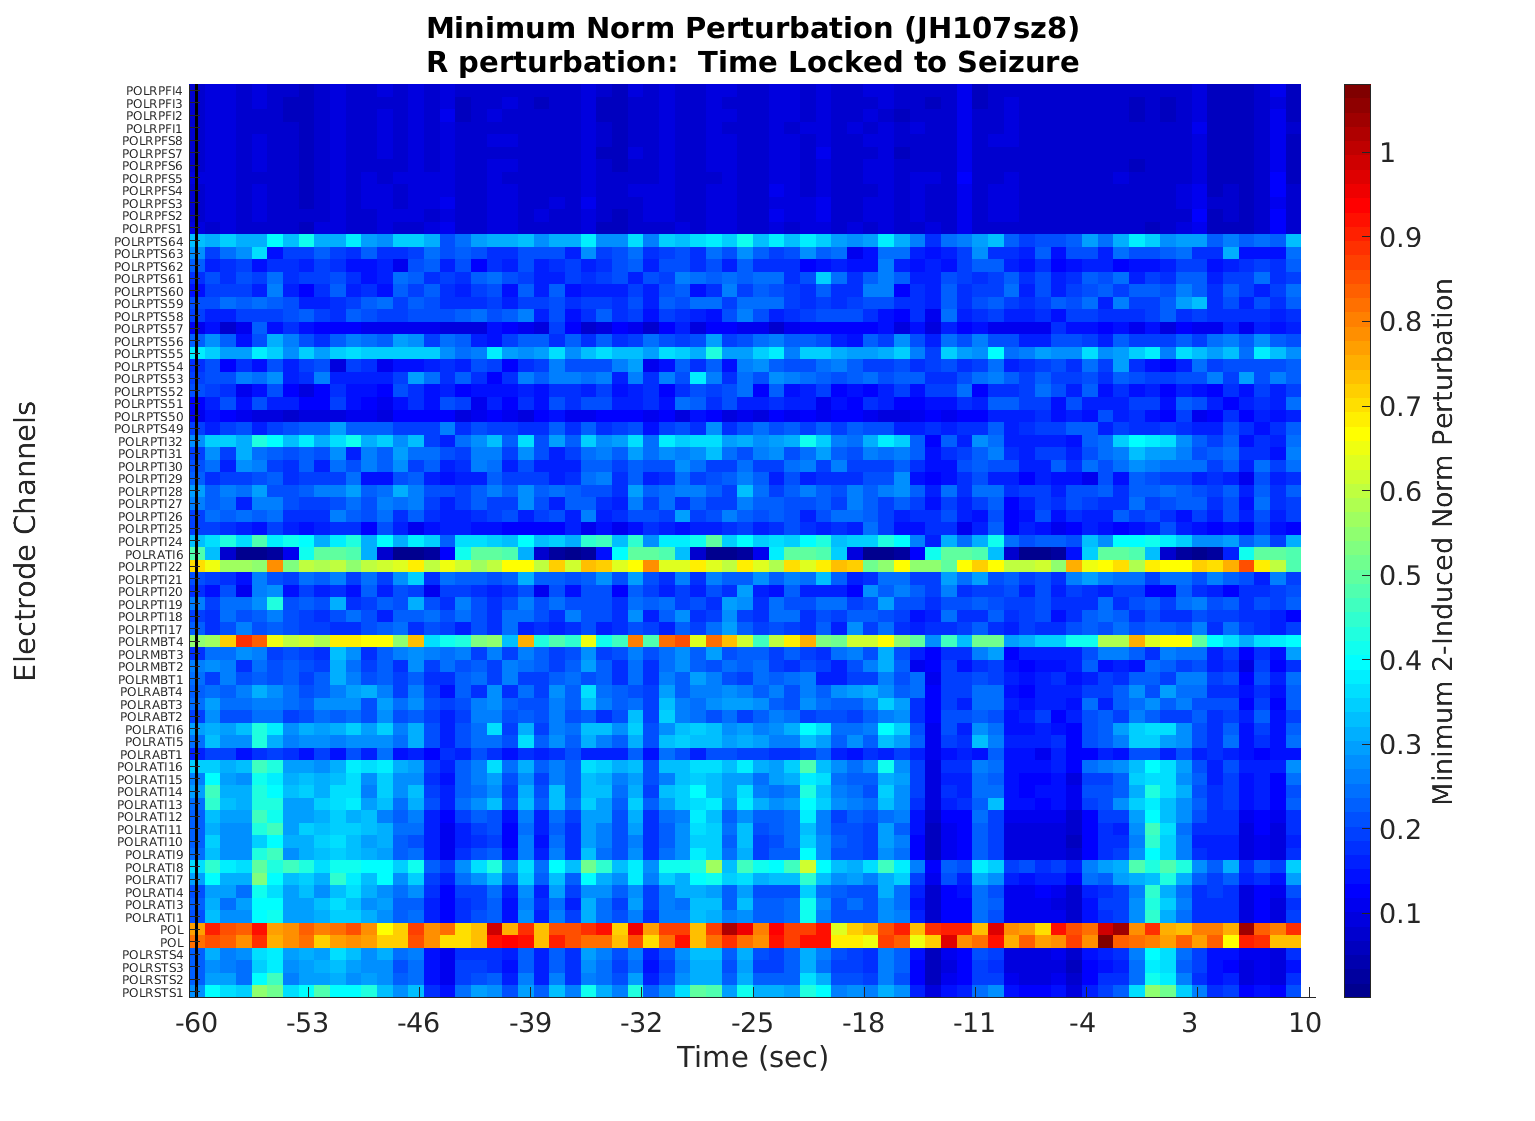 Minimum Norm Perturbation (JH107sz8)
R perturbation:  Time Locked to Seizure
Electrode Channels
POLRPFI4
POLRPFI3
POLRPFI2
POLRPFI1
POLRPFS8
POLRPFS7
POLRPFS6
POLRPFS5
POLRPFS4
POLRPFS3
POLRPFS2
POLRPFS1
POLRPTS64
POLRPTS63
POLRPTS62
POLRPTS61
POLRPTS60
POLRPTS59
POLRPTS58
POLRPTS57
POLRPTS56
POLRPTS55
POLRPTS54
POLRPTS53
POLRPTS52
POLRPTS51
POLRPTS50
POLRPTS49
POLRPTI32
POLRPTI31
POLRPTI30
POLRPTI29
POLRPTI28
POLRPTI27
POLRPTI26
POLRPTI25
POLRPTI24
POLRATI6
POLRPTI22
POLRPTI21
POLRPTI20
POLRPTI19
POLRPTI18
POLRPTI17
POLRMBT4
POLRMBT3
POLRMBT2
POLRMBT1
POLRABT4
POLRABT3
POLRABT2
POLRATI6
POLRATI5
POLRABT1
POLRATI16
POLRATI15
POLRATI14
POLRATI13
POLRATI12
POLRATI11
POLRATI10
POLRATI9
POLRATI8
POLRATI7
POLRATI4
POLRATI3
POLRATI1
POL
POL
POLRSTS4
POLRSTS3
POLRSTS2
POLRSTS1
-60 -53 -46 -39 -32 -25 -18 -11 -4 3 10
Time (sec)
1
0.9
0.8
0.7
0.6
0.5
0.4
0.3
0.2
0.1
Minimum 2-Induced Norm Perturbation